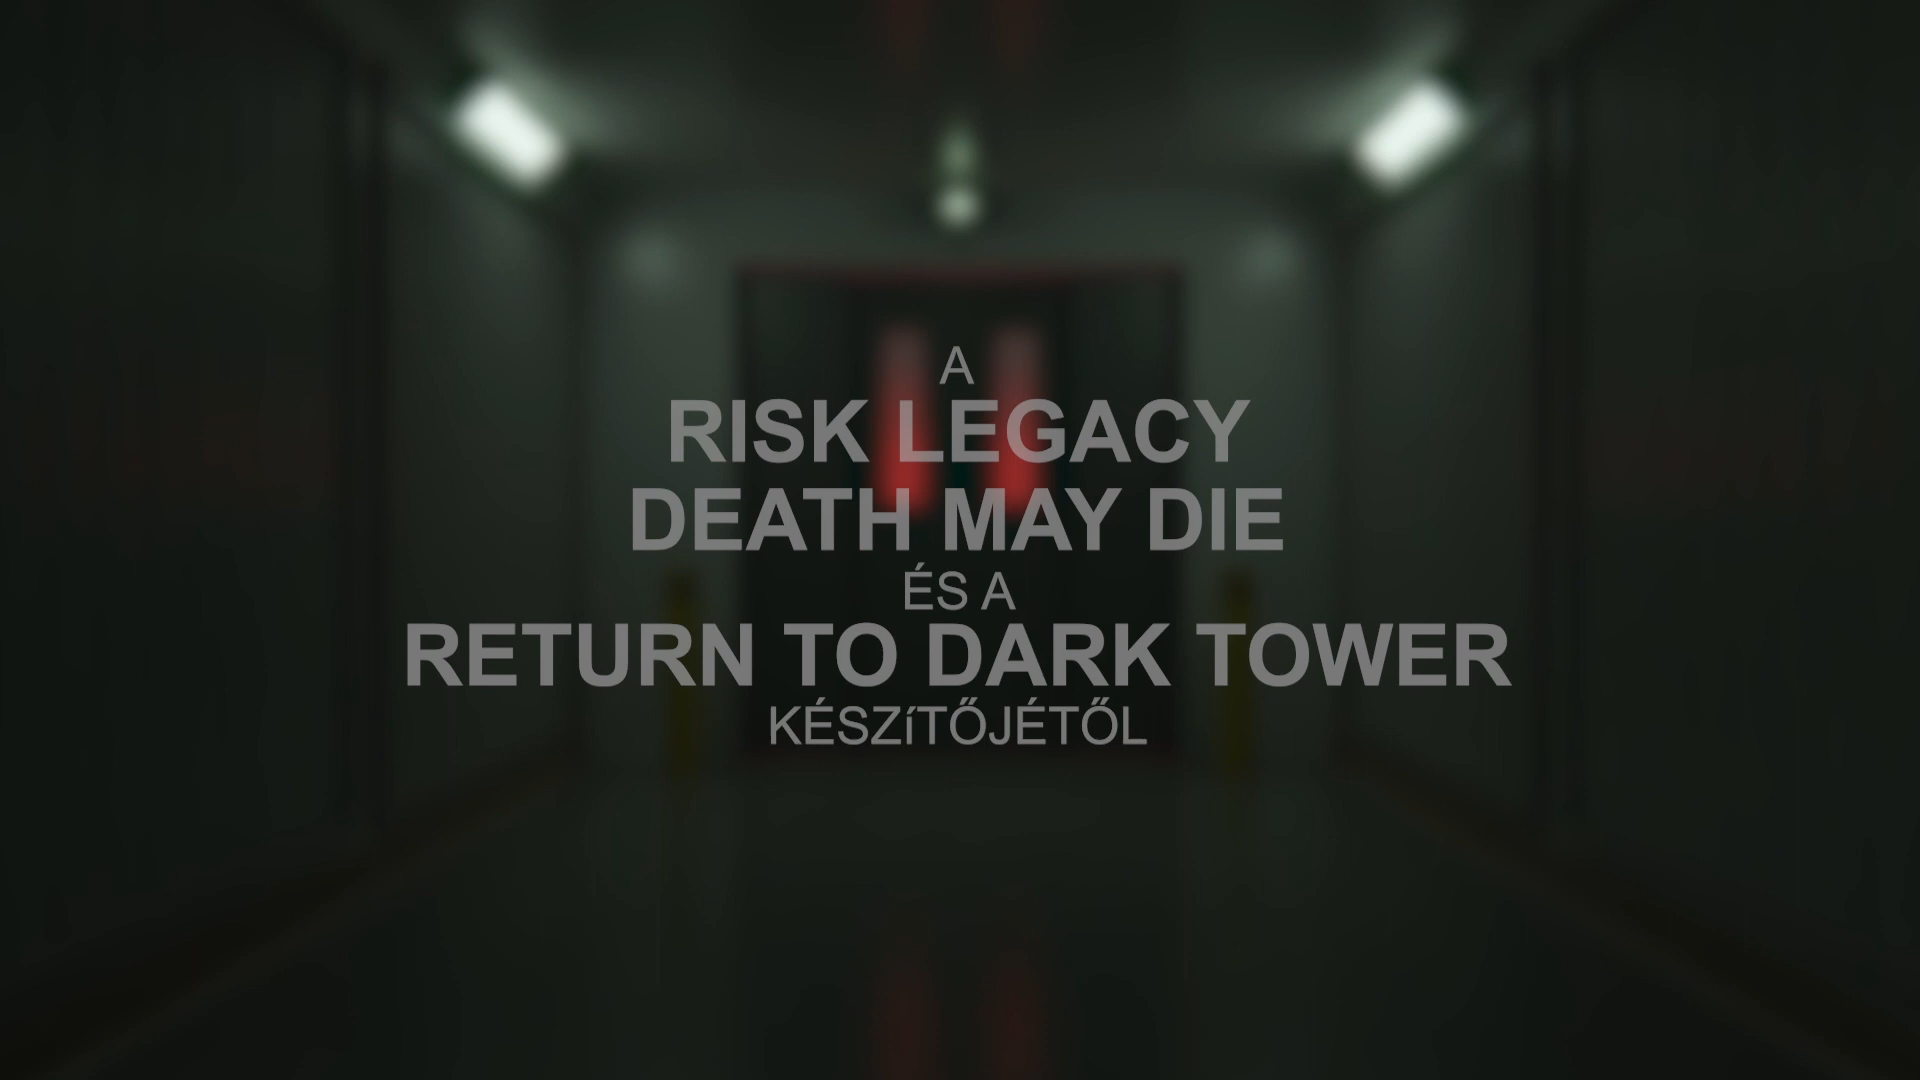 A
RISK LEGACY
DEATH MAY DIE
ÉS A
RETURN TO DARK TOWER
KÉSZíTŐJÉTŐL